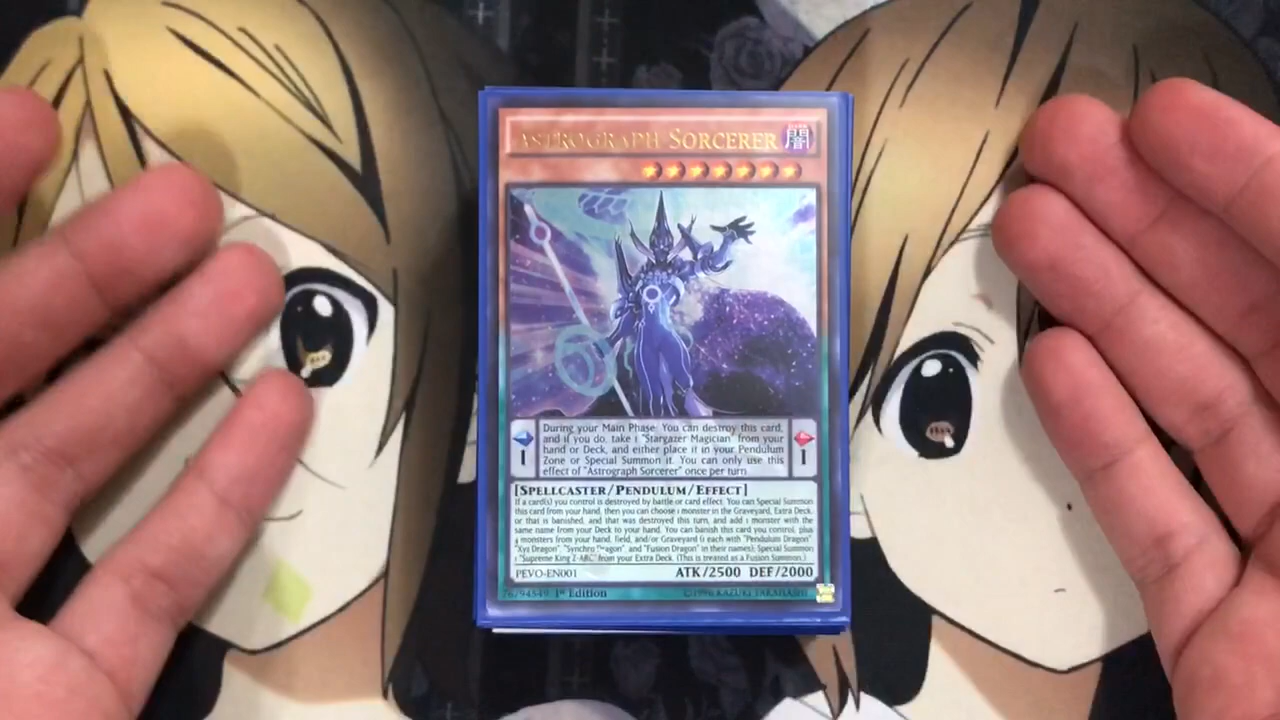 ASTROGRAPH SORCERER 闇
1
During your Main Phase: You can destroy this card,
and if you do, take 1 "Stargazer Magician" from your
hand or Deck, and either place it in your Pendulum
Zone or Special Summon it. You can only use this
effect of "Astrograph Sorcerer" once per turn.
1
[SPELLCASTER/PENDULUM/EFFECT]
If a card(s) you control is destroyed by battle or card effect: You can Special Summon
this card from your hand, then you can choose 1 monster in the Graveyard, Extra Deck,
or that is banished, and that was destroyed this turn, and add 1 monster with the
same name from your Deck to your hand. You can banish this card you control, plus
4 monsters from your hand, field, and/or Graveyard (1 each with "Pendulum Dragon",
"Xyz Dragon", "Synchro Dragon", and "Fusion Dragon" in their names); Special Summon
1 "Supreme King Z-ARC" from your Extra Deck. (This is treated as a Fusion Summon.)
PEVO-EN001 ATK/2500 DEF/2000
76794549 1st Edition ©1996 KAZUKI TAKAHASHI